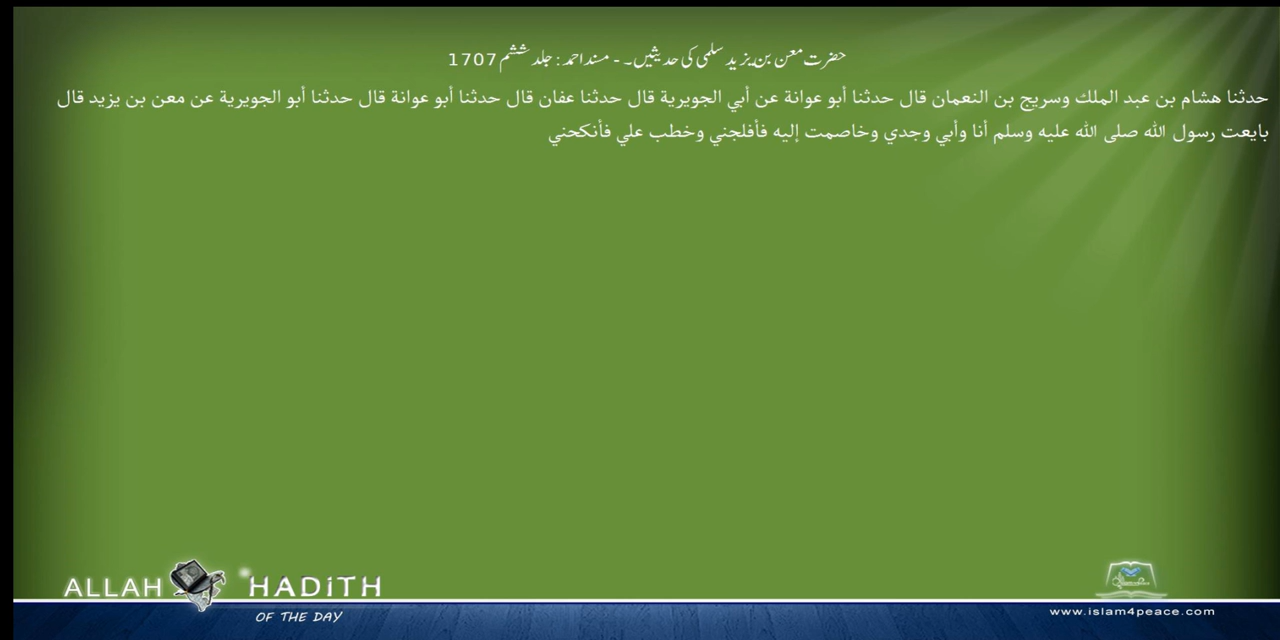 حضرت معن بن یزید سلمی کی حدیثیں۔ - مسند احمد : جلد ششم 1707
حدثنا هشام بن عبد الملك وسريج بن النعمان قال حدثنا أبو عوانة عن أبي الجويرية قال حدثنا عفان قال حدثنا أبو عوانة قال حدثنا أبو الجويرية عن معن بن يزيد قال
بايعت رسول الله صلى الله عليه وسلم أنا وأبي وجدي وخاصمت إليه فأفلجني وخطب علي فأنكحني
ALLAH HADITH
OF THE DAY
www.islam4peace.com